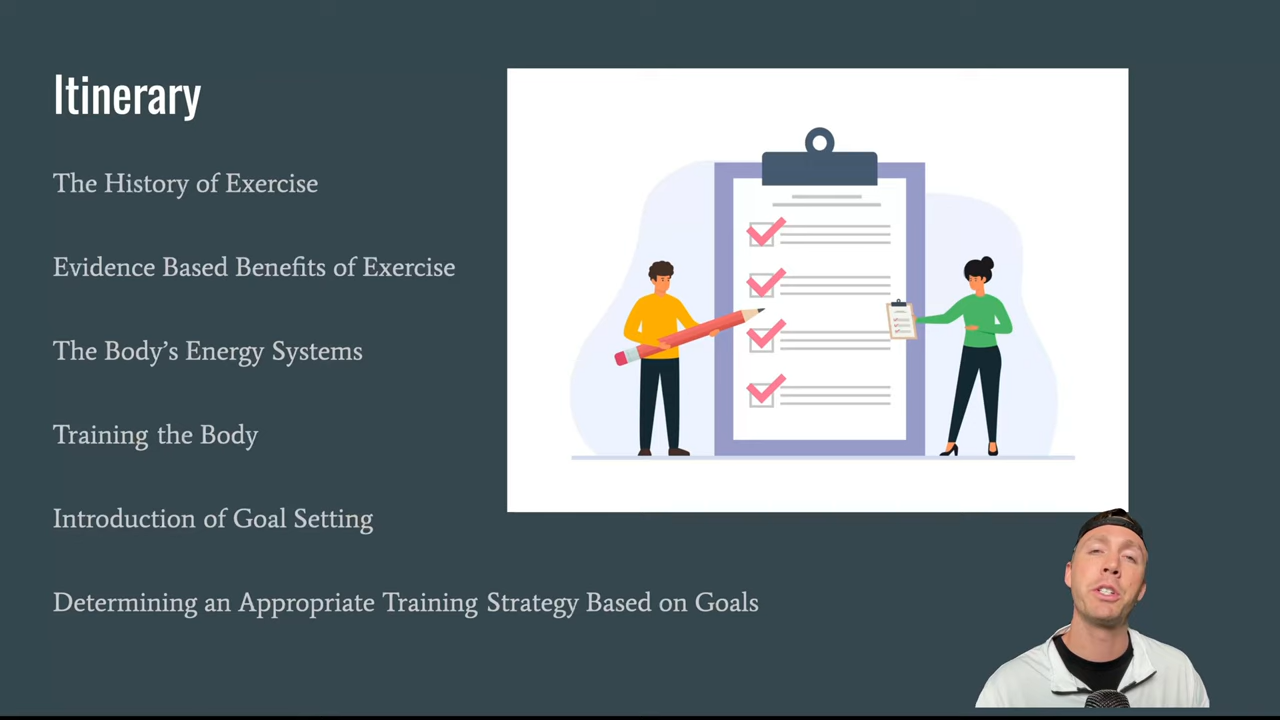 Itinerary
The History of Exercise
Evidence Based Benefits of Exercise
The Body’s Energy Systems
Training the Body
Introduction of Goal Setting
Determining an Appropriate Training Strategy Based on Goals